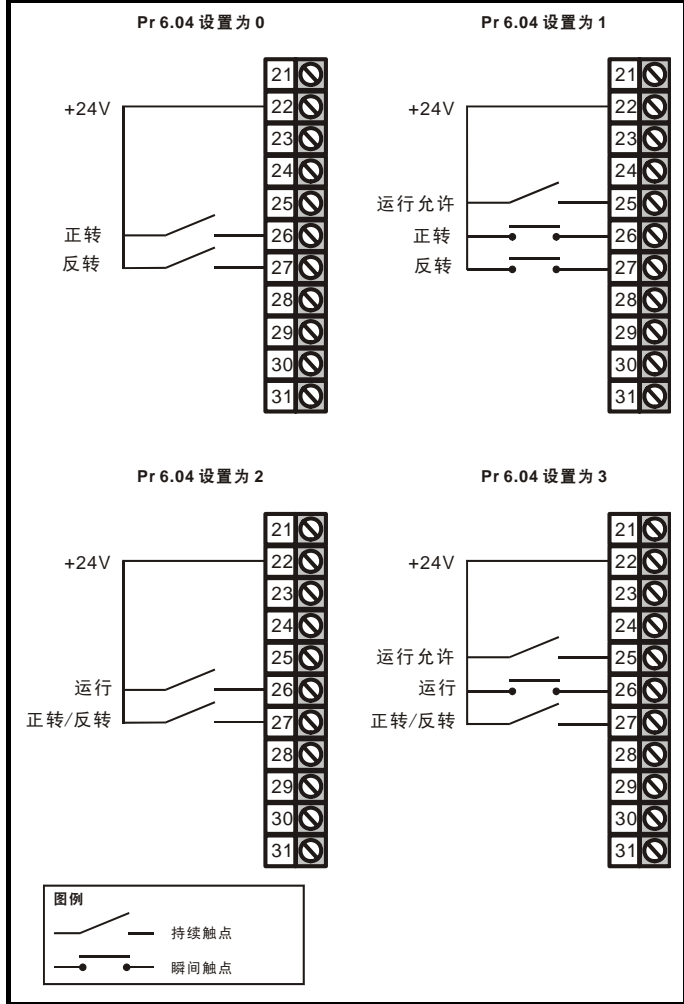 Pr 6.04 设置为 0
+24V
正转
反转
21
22
23
24
25
26
27
28
29
30
31
Pr 6.04 设置为 1
+24V
运行允许
正转
反转
21
22
23
24
25
26
27
28
29
30
31
Pr 6.04 设置为 2
+24V
运行
正转/反转
21
22
23
24
25
26
27
28
29
30
31
Pr 6.04 设置为 3
+24V
运行允许
运行
正转/反转
21
22
23
24
25
26
27
28
29
30
31
图例
持续触点
瞬间触点